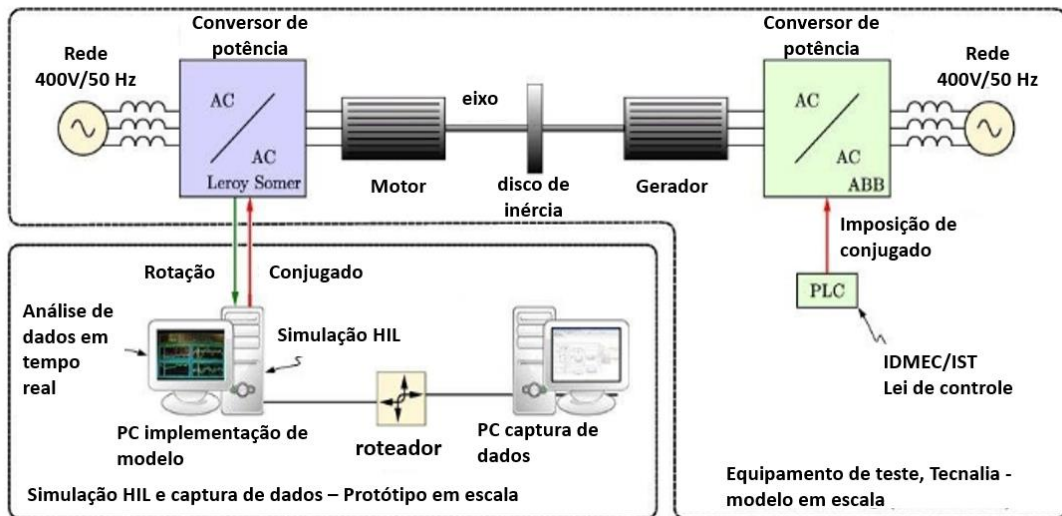 Conversor de
potência
Rede
400V/50 Hz
AC
AC
Leroy Somer
Motor
eixo
disco de
inércia
Gerador
Conversor de
potência
AC
AC
ABB
Rede
400V/50 Hz
Imposição de
conjugado
PLC
IDMEC/IST
Lei de controle
Equipamento de teste, Tecnalia -
modelo em escala
Rotação
Conjugado
Análise de
dados em
tempo
real
Simulação HIL
PC implementação de
modelo
roteador
PC captura de
dados
Simulação HIL e captura de dados – Protótipo em escala